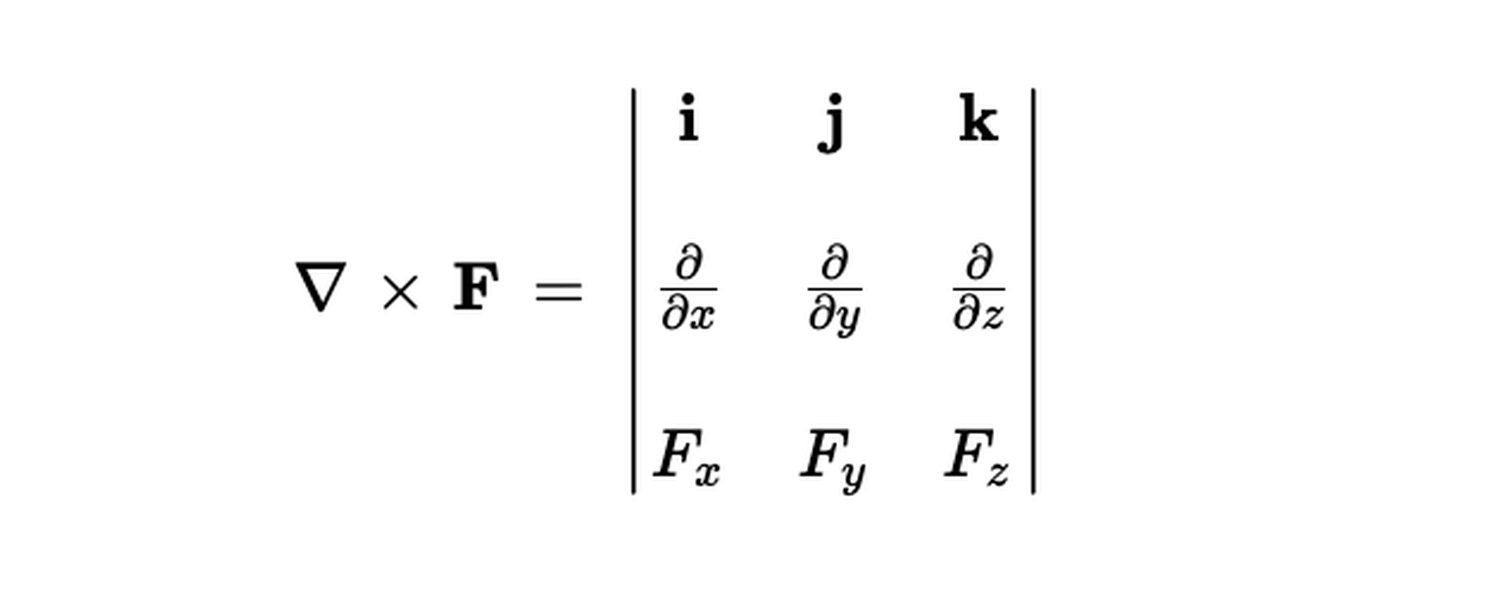 i j k
∇ × F = ∂/∂x ∂/∂y ∂/∂z
F_x F_y F_z